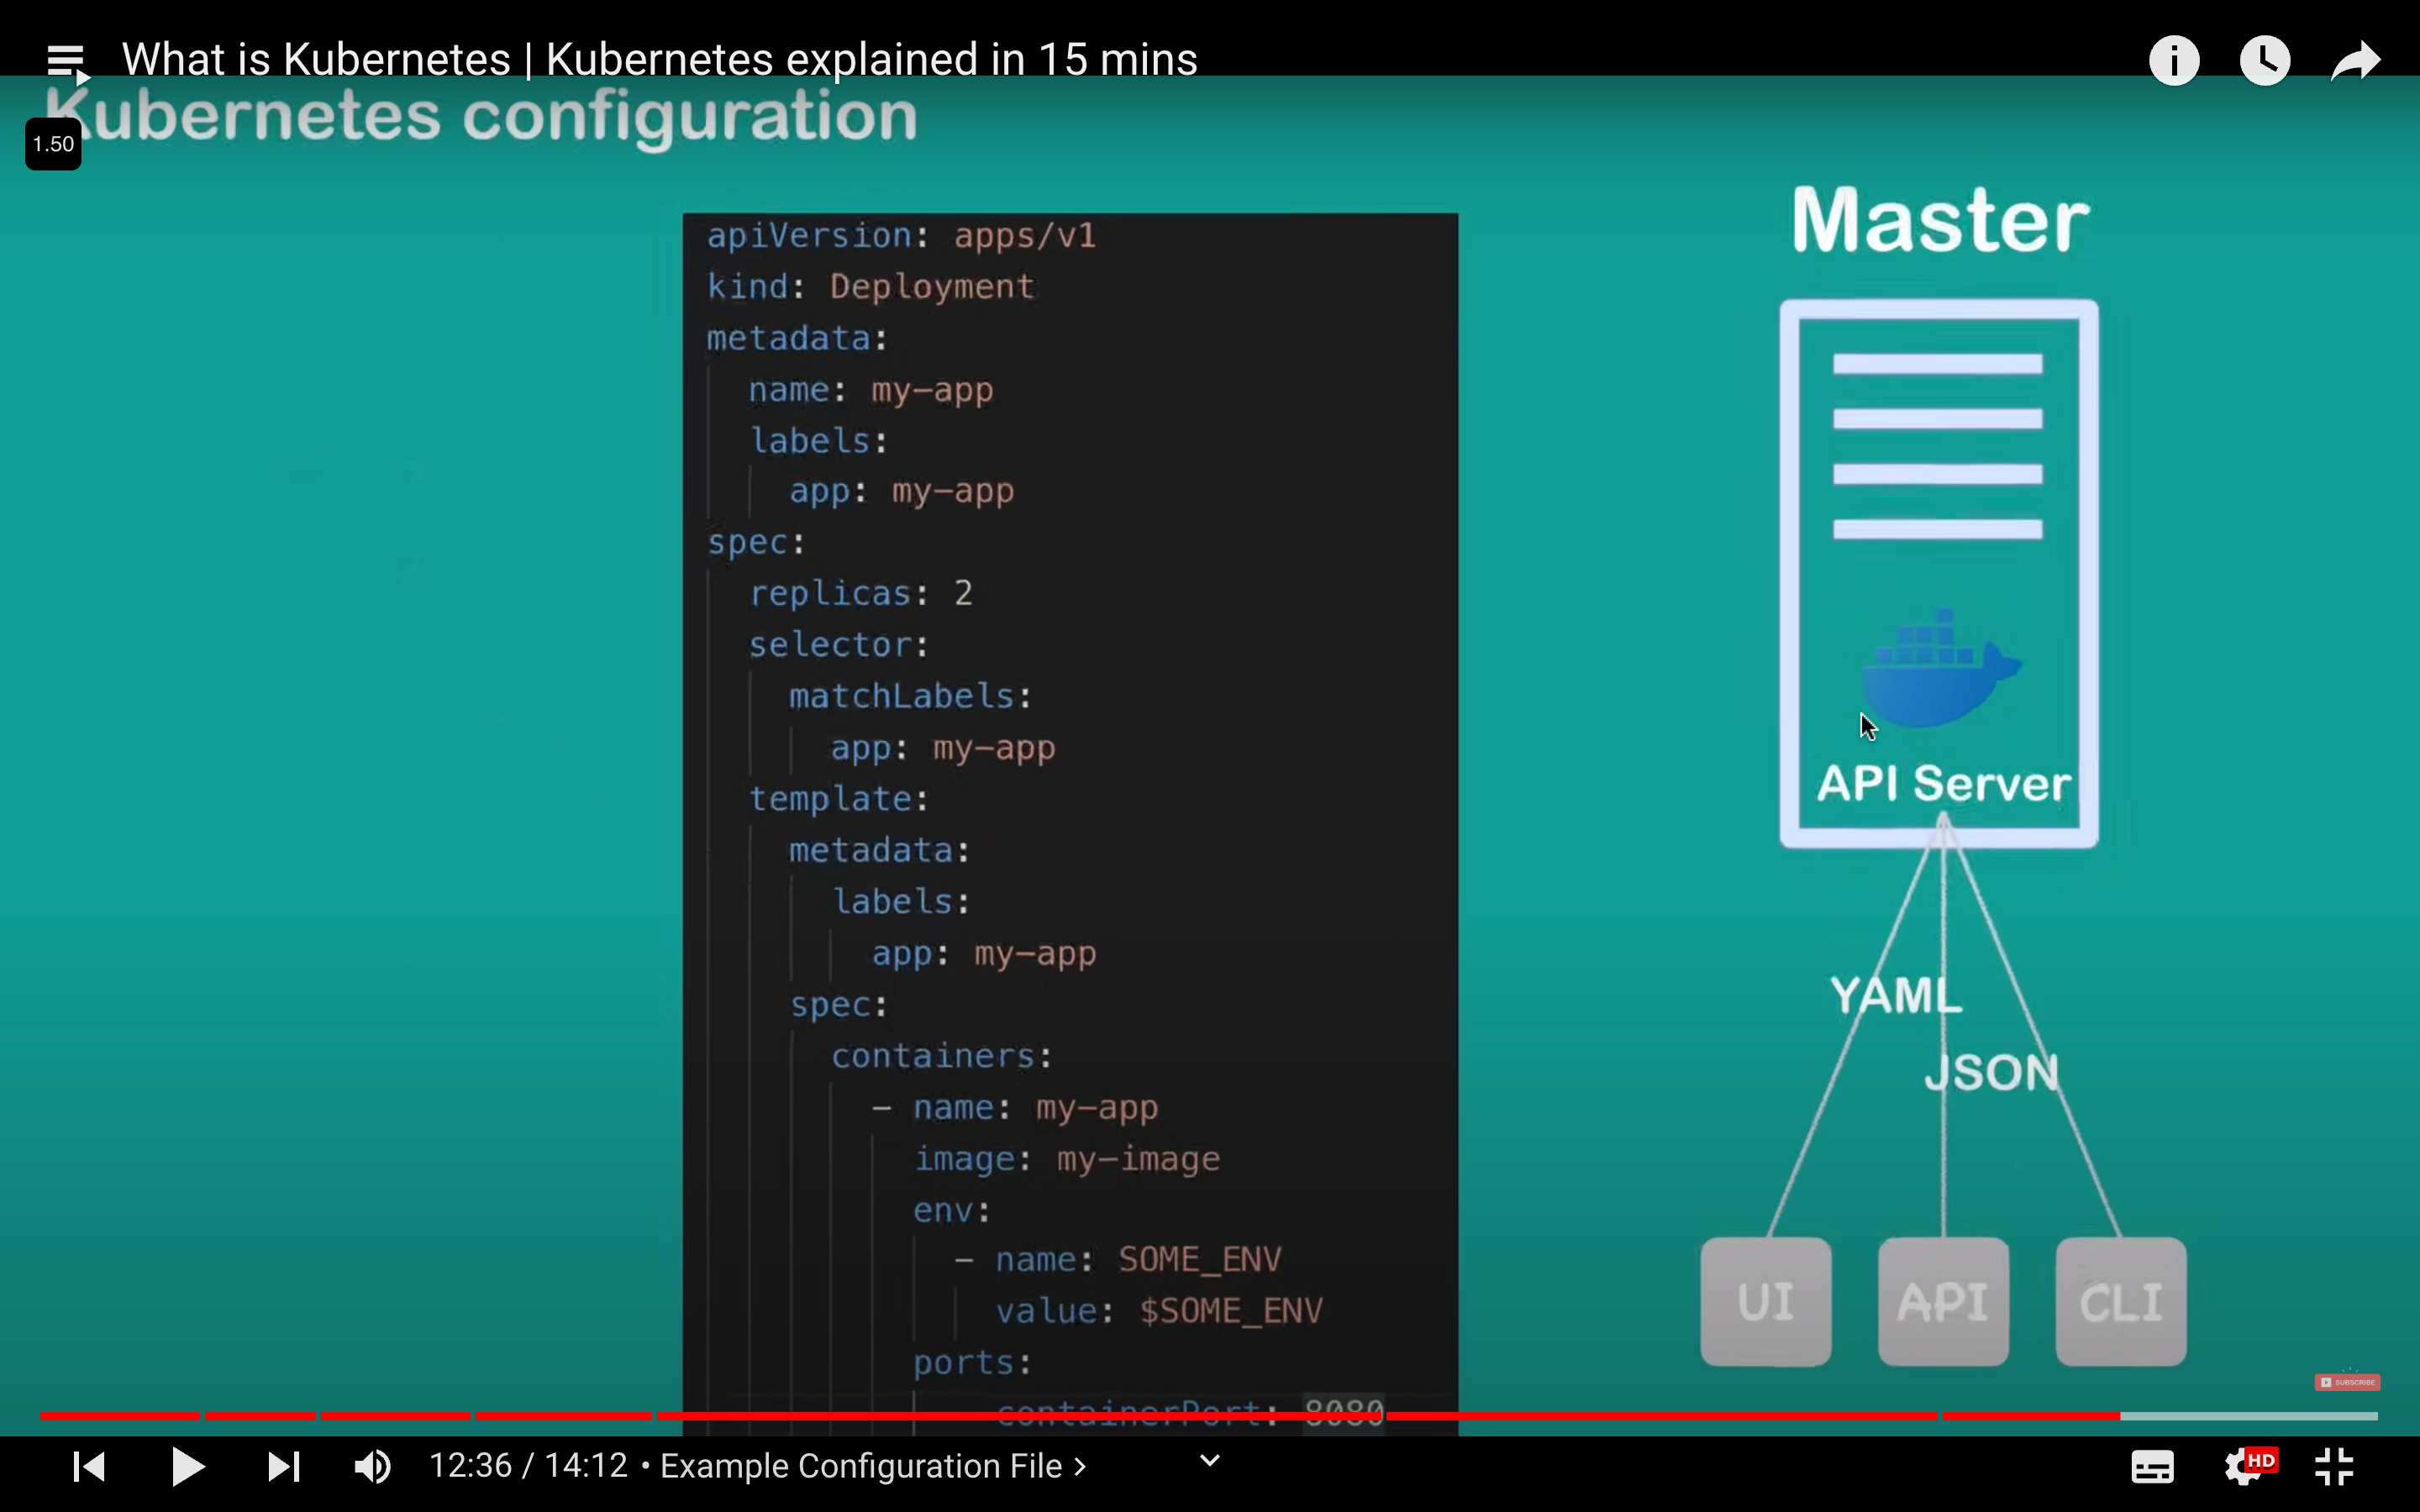 What is Kubernetes | Kubernetes explained in 15 mins
i
Kubernetes configuration
1.50
apiVersion: apps/v1
kind: Deployment
metadata:
name: my-app
labels:
app: my-app
spec:
replicas: 2
selector:
matchLabels:
app: my-app
template:
metadata:
labels:
app: my-app
spec:
containers:
- name: my-app
image: my-image
env:
- name: SOME_ENV
value: $SOME_ENV
ports:
containerPort: 8080
Master
API Server
YAML
JSON
UI API CLI
SUBSCRIBE
12:36 / 14:12 • Example Configuration File >
HD